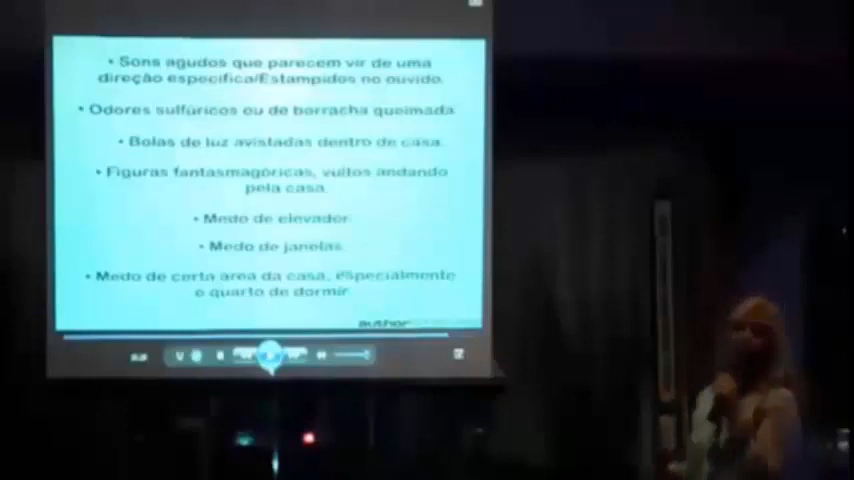 • Sons agudos que parecem vir de uma
direção específica/Estampidos no ouvido.
• Odores sulfúricos ou de borracha queimada.
• Bolas de luz avistadas dentro de casa.
• Figuras fantasmagóricas, vultos andando
pela casa.
• Medo de elevador.
• Medo de janelas.
• Medo de certa area da casa, especialmente
o quarto de dormir.
author